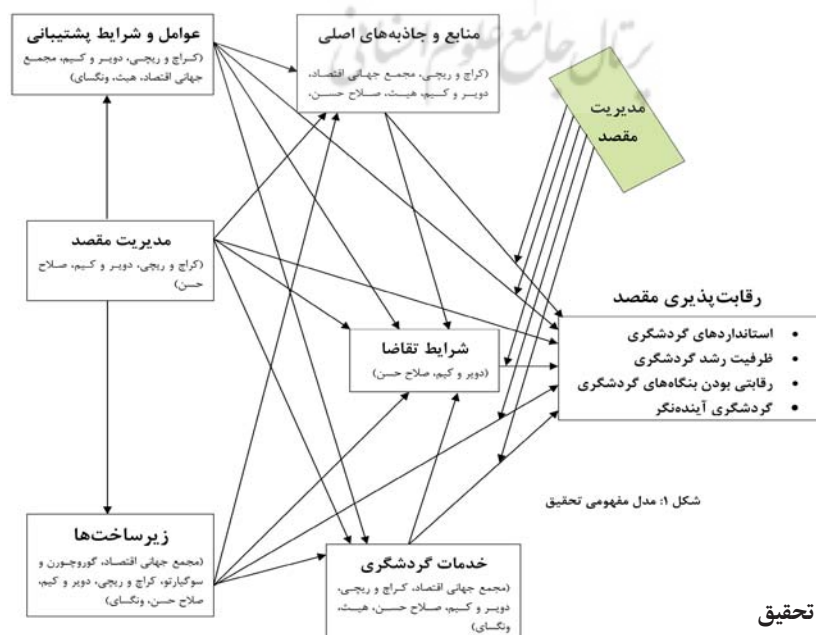 پرتال جامع علوم انسانی
عوامل و شرایط پشتیبانی
(کراچ و ریچی، دویر و کیم، مجمع
جهانی اقتصاد، هیث، ونگسای)
منابع و جاذبه‌های اصلی
(کراچ و ریچی، مجمع جهانی اقتصاد،
دویر و کیم، هیث، صلاح حسن،
مدیریت
مقصد
مدیریت مقصد
(کراچ و ریچی، دویر و کیم، صلاح
حسن)
شرایط تقاضا
(دویر و کیم، صلاح حسن)
رقابت‌پذیری مقصد
• استانداردهای گردشگری
• ظرفیت رشد گردشگری
• رقابتی بودن بنگاه‌های گردشگری
• گردشگری آینده‌نگر
زیرساخت‌ها
(مجمع جهانی اقتصاد، گوروچورن و
سوگیارتو، کراچ و ریچی، دویر و کیم،
صلاح حسن، ونگسای)
خدمات گردشگری
(مجمع جهانی اقتصاد، کراچ و ریچی،
دویر و کیم، صلاح حسن، هیث،
ونگسای)
شکل ۱: مدل مفهومی تحقیق
تحقیق